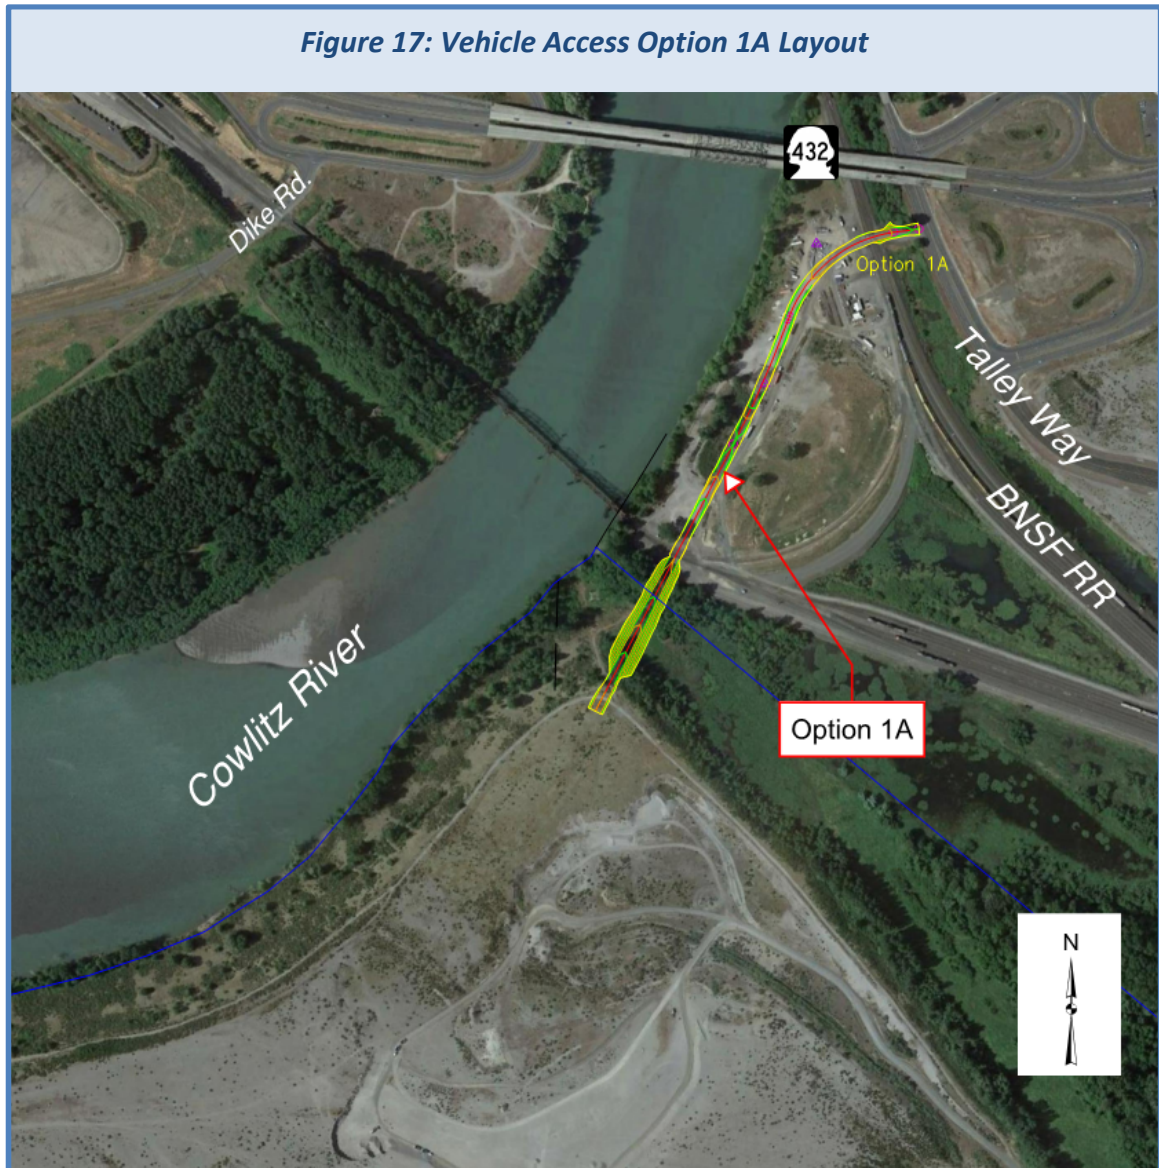 Figure 17: Vehicle Access Option 1A Layout
432
Dike Rd.
Option 1A
Talley Way
BNSF RR
Cowlitz River
Option 1A
N